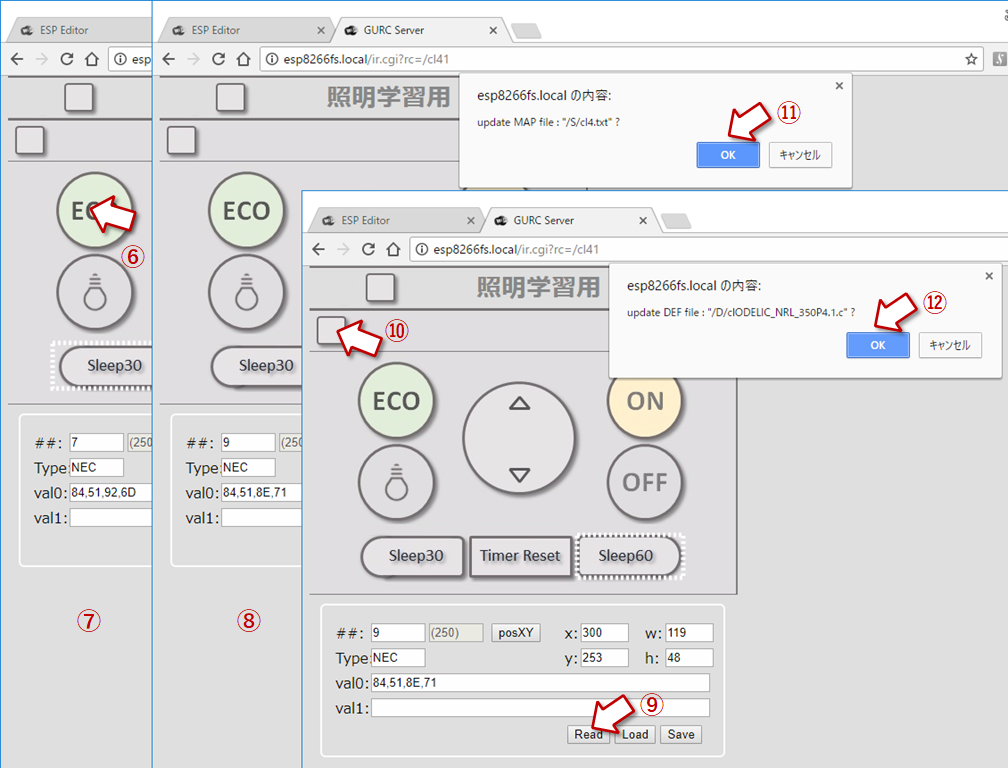 ESP Editor
esp
ECO
⑥
Sleep30
##: 7 (250
Type: NEC
val0: 84,51,92,6D
val1:
⑦
ESP Editor
GURC Server
esp8266fs.local/ir.cgi?rc=/cl41
照明学習用
esp8266fs.local の内容:
update MAP file : "/S/cl4.txt" ?
⑪
OK
キャンセル
ECO
Sleep30
##: 9 (250
Type: NEC
val0: 84,51,8E,71
val1:
⑧
ESP Editor
GURC Server
esp8266fs.local/ir.cgi?rc=/cl41
照明学習用
esp8266fs.local の内容:
update DEF file : "/D/clODELIC_NRL_350P4.1.c" ?
⑫
OK
キャンセル
⑩
ECO
ON
OFF
Sleep30
Timer Reset
Sleep60
##: 9 (250) posXY x: 300 w: 119
Type: NEC y: 253 h: 48
val0: 84,51,8E,71
val1:
⑨
Read Load Save